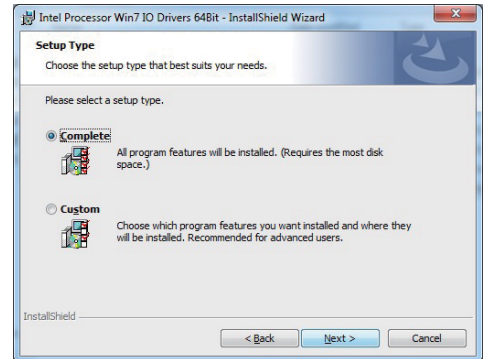 Intel Processor Win7 IO Drivers 64Bit - InstallShield Wizard
Setup Type
Choose the setup type that best suits your needs.
Please select a setup type.
Complete
All program features will be installed. (Requires the most disk
space.)
Custom
Choose which program features you want installed and where they
will be installed. Recommended for advanced users.
InstallShield
< Back
Next >
Cancel